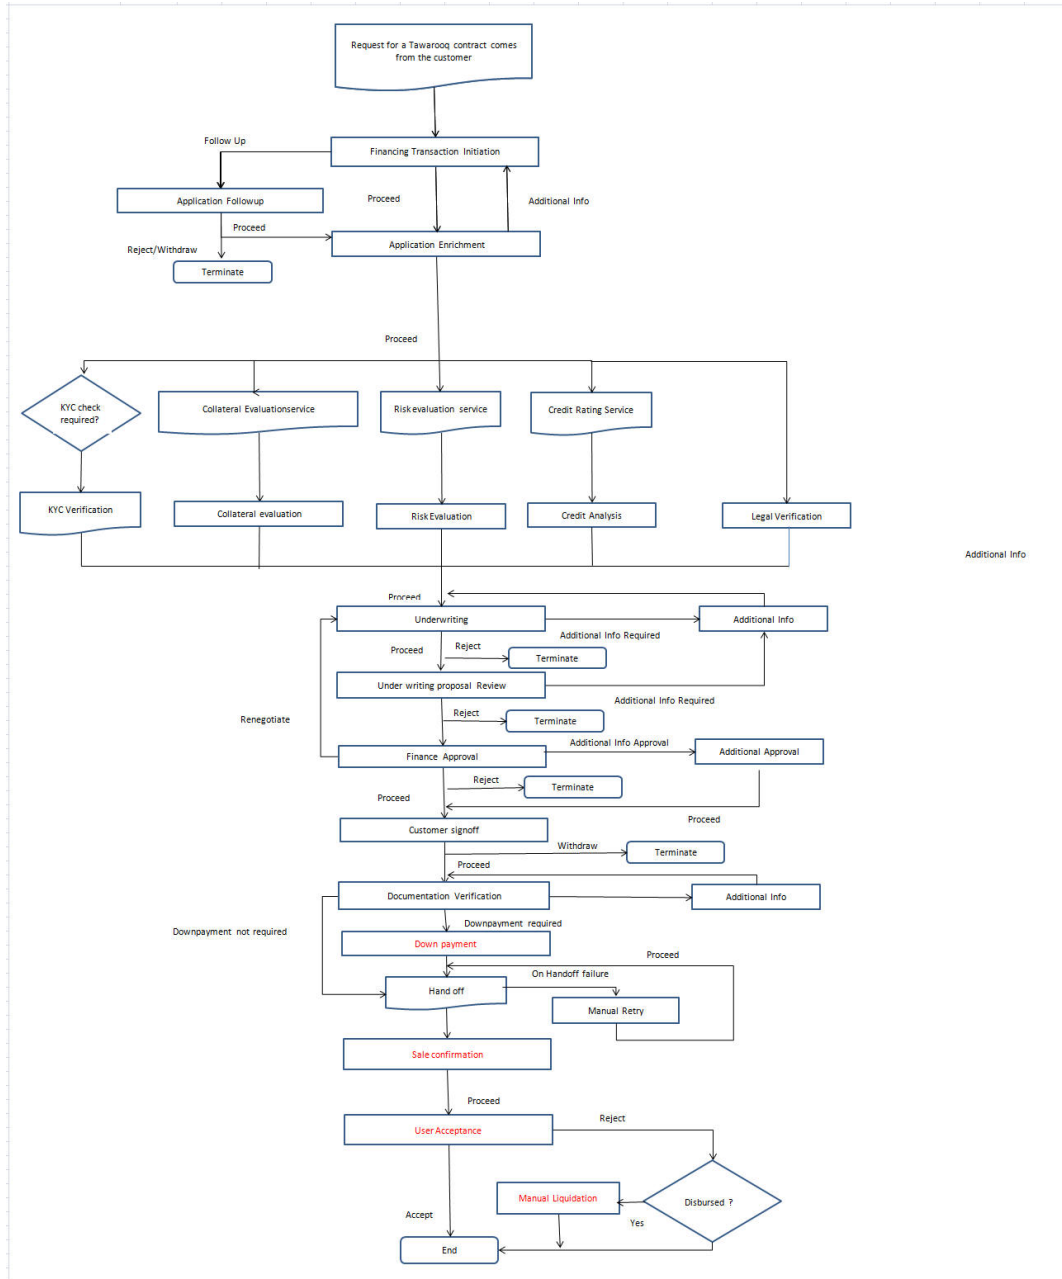 Request for a Tawarooq contract comes
from the customer
Follow Up
Financing Transaction Initiation
Application Followup
Proceed
Additional Info
Proceed
Application Enrichment
Reject/Withdraw
Terminate
Proceed
KYC check
required?
Collateral Evaluationservice
Risk evaluation service
Credit Rating Service
KYC Verification
Collateral evaluation
Risk Evaluation
Credit Analysis
Legal Verification
Additional Info
Proceed
Underwriting
Additional Info
Additional Info Required
Proceed
Reject
Terminate
Under writing proposal Review
Additional Info Required
Renegotiate
Reject
Terminate
Additional Info Approval
Finance Approval
Additional Approval
Reject
Terminate
Proceed
Proceed
Customer signoff
Withdraw
Terminate
Proceed
Documentation Verification
Additional Info
Downpayment not required
Downpayment required
Down payment
Proceed
On Handoff failure
Hand off
Manual Retry
Sale confirmation
Proceed
User Acceptance
Reject
Manual Liquidation
Disbursed ?
Yes
Accept
End